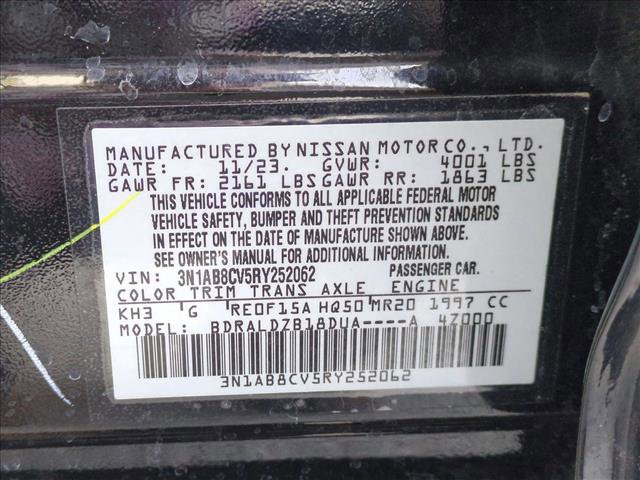 MANUFACTURED BY NISSAN MOTOR CO., LTD.
DATE: 11/23. GVWR: 4001 LBS
GAWR FR: 2161 LBS GAWR RR: 1863 LBS
THIS VEHICLE CONFORMS TO ALL APPLICABLE FEDERAL MOTOR
VEHICLE SAFETY, BUMPER AND THEFT PREVENTION STANDARDS
IN EFFECT ON THE DATE OF MANUFACTURE SHOWN ABOVE.
SEE OWNER'S MANUAL FOR ADDITIONAL INFORMATION.
VIN: 3N1AB8CV5RY252062 PASSENGER CAR.
COLOR TRIM TRANS AXLE ENGINE
KH3 G RE0F15A HQ50 MR20 1997 CC
MODEL: BDRALDZB18DUA----A 4Z000
3N1AB8CV5RY252062